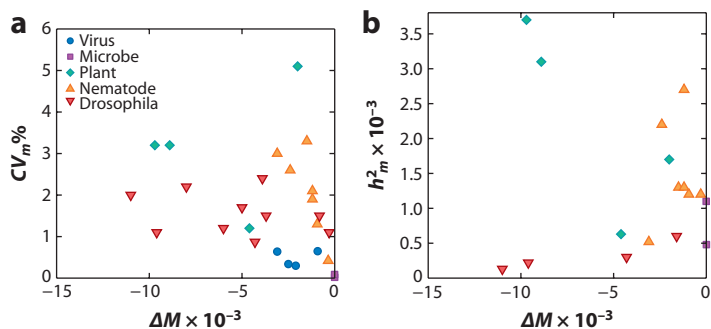 a
CV_m%
6
5
4
3
2
1
0
Virus
Microbe
Plant
Nematode
Drosophila
−15
−10
−5
0
ΔM × 10⁻³
b
h²_m × 10⁻³
3.5
3.0
2.5
2.0
1.5
1.0
0.5
0
−15
−10
−5
0
ΔM × 10⁻³